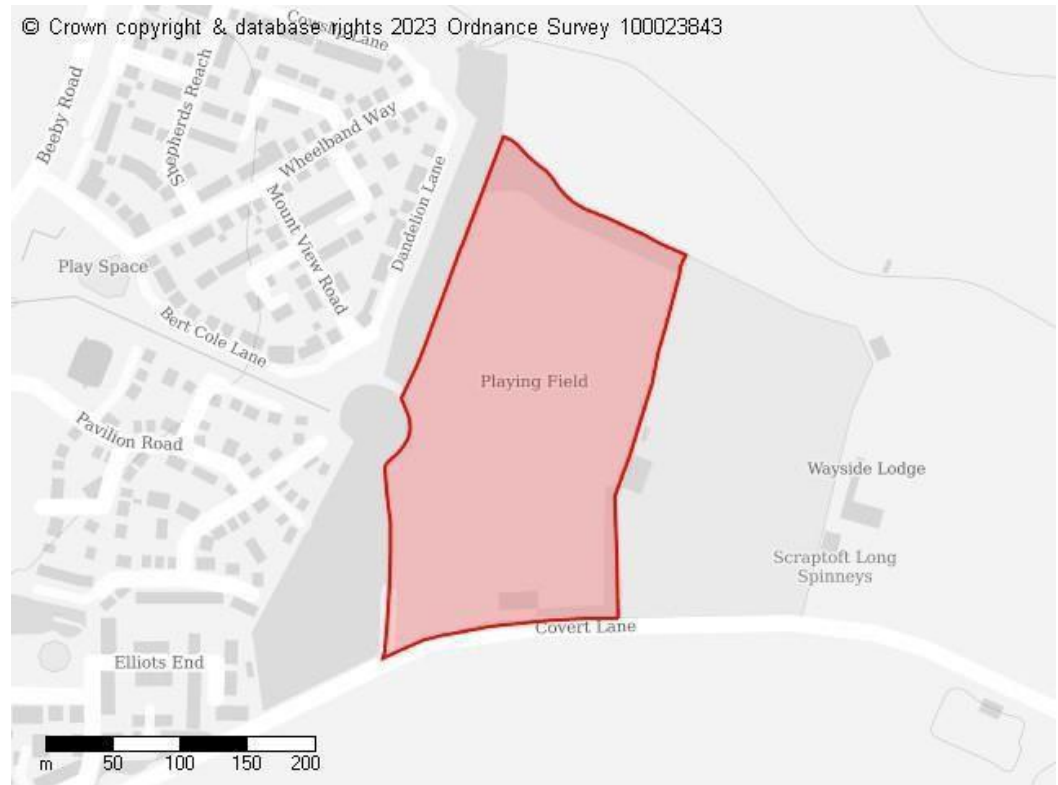 © Crown copyright & database rights 2023 Ordnance Survey 100023843
Cowslip Lane
Beeby Road
Shepherds Reach
Wheelband Way
Mount View Road
Dandelion Lane
Play Space
Bert Cole Lane
Playing Field
Pavilion Road
Wayside Lodge
Scraptoft Long
Spinneys
Covert Lane
Elliots End
m 50 100 150 200